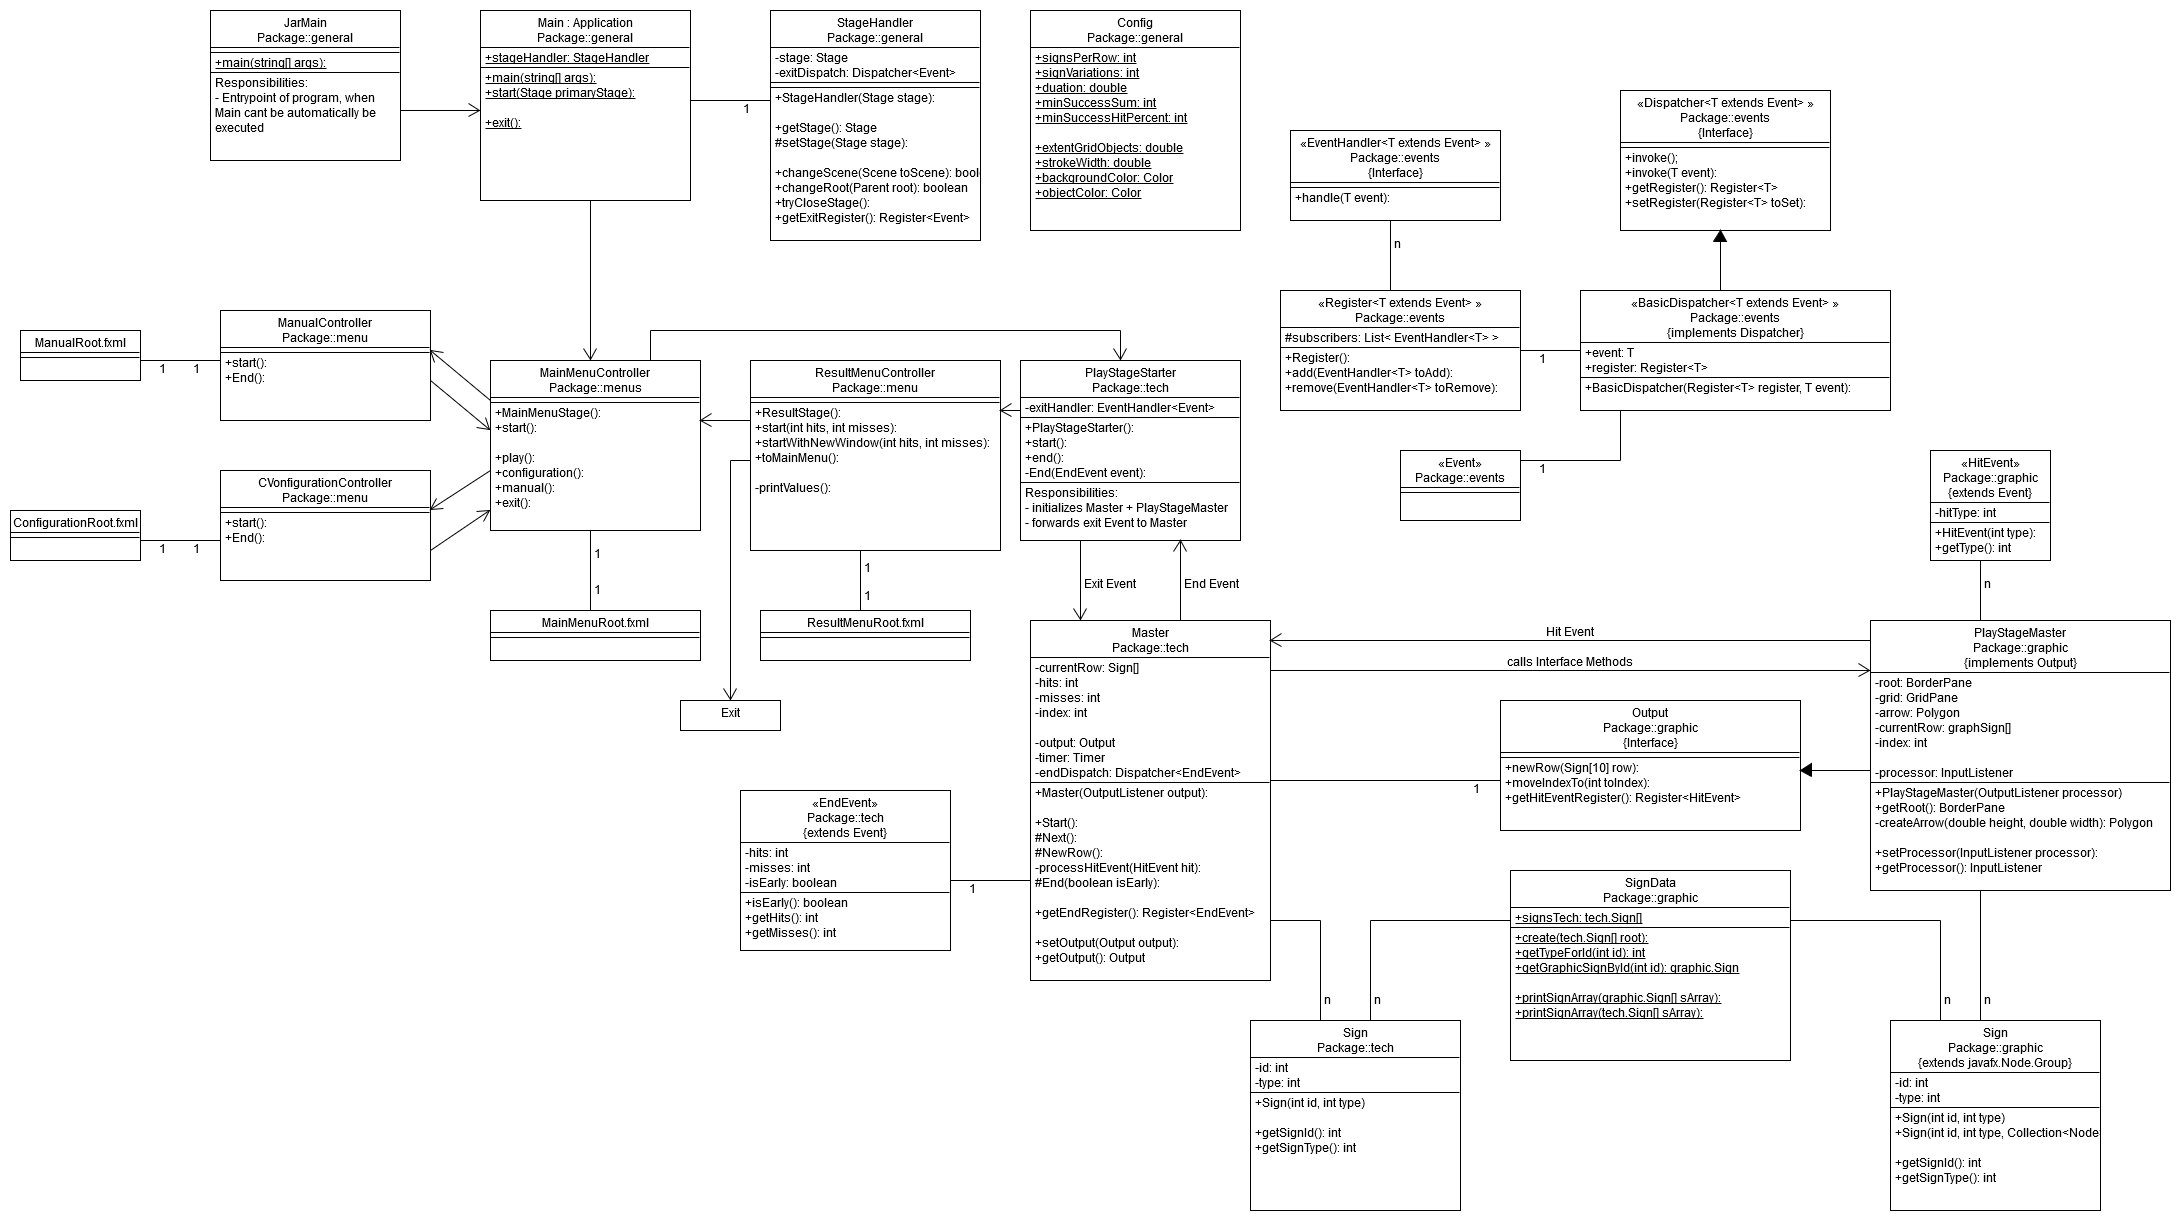 JarMain
Package::general
+main(string[] args):
Responsibilities:
- Entrypoint of program, when
Main cant be automatically be
executed
Main : Application
Package::general
+stageHandler: StageHandler
+main(string[] args):
+start(Stage primaryStage):
+exit():
StageHandler
Package::general
-stage: Stage
-exitDispatch: Dispatcher<Event>
+StageHandler(Stage stage):
+getStage(): Stage
#setStage(Stage stage):
+changeScene(Scene toScene): bool
+changeRoot(Parent root): boolean
+tryCloseStage():
+getExitRegister(): Register<Event>
1
Config
Package::general
+signsPerRow: int
+signVariations: int
+duation: double
+minSuccessSum: int
+minSuccessHitPercent: int
+extentGridObjects: double
+strokeWidth: double
+backgroundColor: Color
+objectColor: Color
«EventHandler<T extends Event> »
Package::events
{Interface}
+handle(T event):
n
«Dispatcher<T extends Event> »
Package::events
{Interface}
+invoke();
+invoke(T event):
+getRegister(): Register<T>
+setRegister(Register<T> toSet):
«Register<T extends Event> »
Package::events
#subscribers: List< EventHandler<T> >
+Register():
+add(EventHandler<T> toAdd):
+remove(EventHandler<T> toRemove):
1
«BasicDispatcher<T extends Event> »
Package::events
{implements Dispatcher}
+event: T
+register: Register<T>
+BasicDispatcher(Register<T> register, T event):
«Event»
Package::events
1
«HitEvent»
Package::graphic
{extends Event}
-hitType: int
+HitEvent(int type):
+getType(): int
n
ManualRoot.fxml
1
1
ManualController
Package::menu
+start():
+End():
ConfigurationRoot.fxml
1
1
CVonfigurationController
Package::menu
+start():
+End():
MainMenuController
Package::menus
+MainMenuStage():
+start():
+play():
+configuration():
+manual():
+exit():
1
1
MainMenuRoot.fxml
ResultMenuController
Package::menu
+ResultStage():
+start(int hits, int misses):
+startWithNewWindow(int hits, int misses):
+toMainMenu():
-printValues():
1
1
ResultMenuRoot.fxml
Exit
PlayStageStarter
Package::tech
-exitHandler: EventHandler<Event>
+PlayStageStarter():
+start():
+end():
-End(EndEvent event):
Responsibilities:
- initializes Master + PlayStageMaster
- forwards exit Event to Master
Exit Event
End Event
Master
Package::tech
-currentRow: Sign[]
-hits: int
-misses: int
-index: int
-output: Output
-timer: Timer
-endDispatch: Dispatcher<EndEvent>
+Master(OutputListener output):
+Start():
#Next():
#NewRow():
-processHitEvent(HitEvent hit):
#End(boolean isEarly):
+getEndRegister(): Register<EndEvent>
+setOutput(Output output):
+getOutput(): Output
Hit Event
calls Interface Methods
1
«EndEvent»
Package::tech
{extends Event}
-hits: int
-misses: int
-isEarly: boolean
+isEarly(): boolean
+getHits(): int
+getMisses(): int
1
Output
Package::graphic
{Interface}
+newRow(Sign[10] row):
+moveIndexTo(int toIndex):
+getHitEventRegister(): Register<HitEvent>
PlayStageMaster
Package::graphic
{implements Output}
-root: BorderPane
-grid: GridPane
-arrow: Polygon
-currentRow: graphSign[]
-index: int
-processor: InputListener
+PlayStageMaster(OutputListener processor)
+getRoot(): BorderPane
-createArrow(double height, double width): Polygon
+setProcessor(InputListener processor):
+getProcessor(): InputListener
SignData
Package::graphic
+signsTech: tech.Sign[]
+create(tech.Sign[] root):
+getTypeForId(int id): int
+getGraphicSignById(int id): graphic.Sign
+printSignArray(graphic.Sign[] sArray):
+printSignArray(tech.Sign[] sArray):
n
n
n
n
Sign
Package::tech
-id: int
-type: int
+Sign(int id, int type)
+getSignId(): int
+getSignType(): int
Sign
Package::graphic
{extends javafx.Node.Group}
-id: int
-type: int
+Sign(int id, int type)
+Sign(int id, int type, Collection<Node
+getSignId(): int
+getSignType(): int